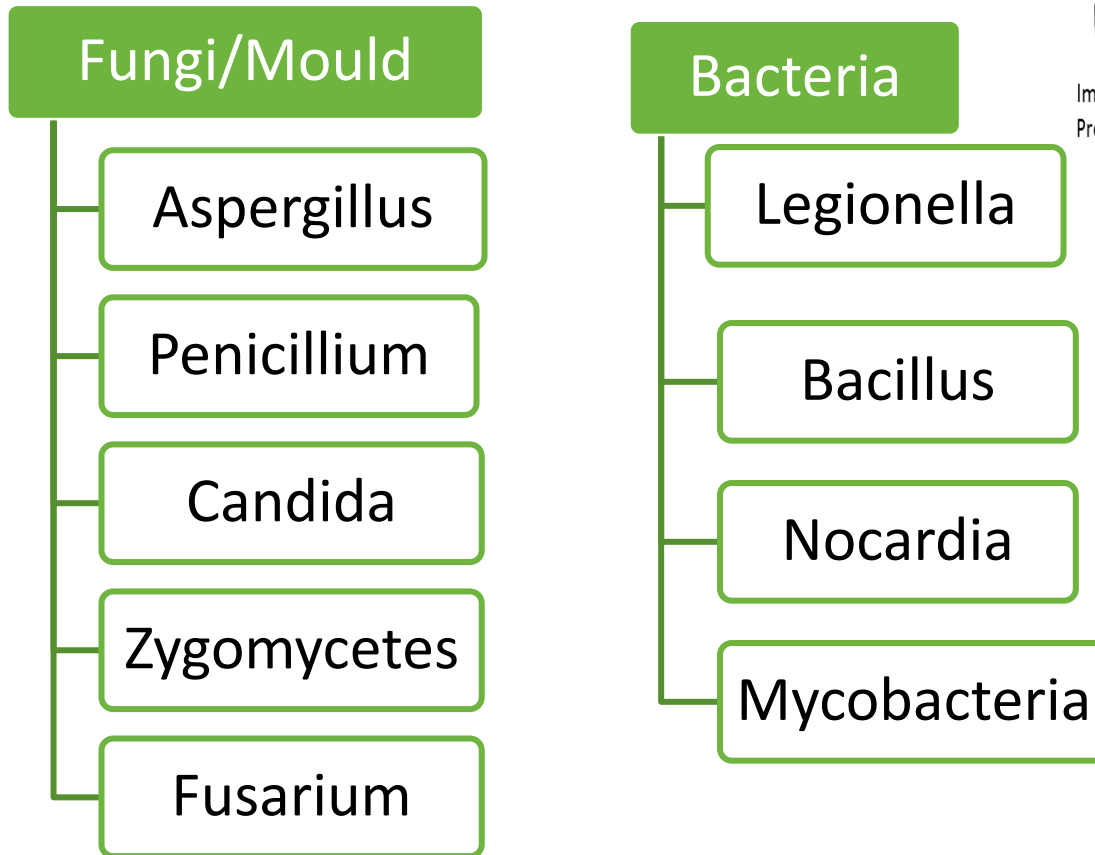 Fungi/Mould
Aspergillus
Penicillium
Candida
Zygomycetes
Fusarium
Bacteria
Legionella
Bacillus
Nocardia
Mycobacteria